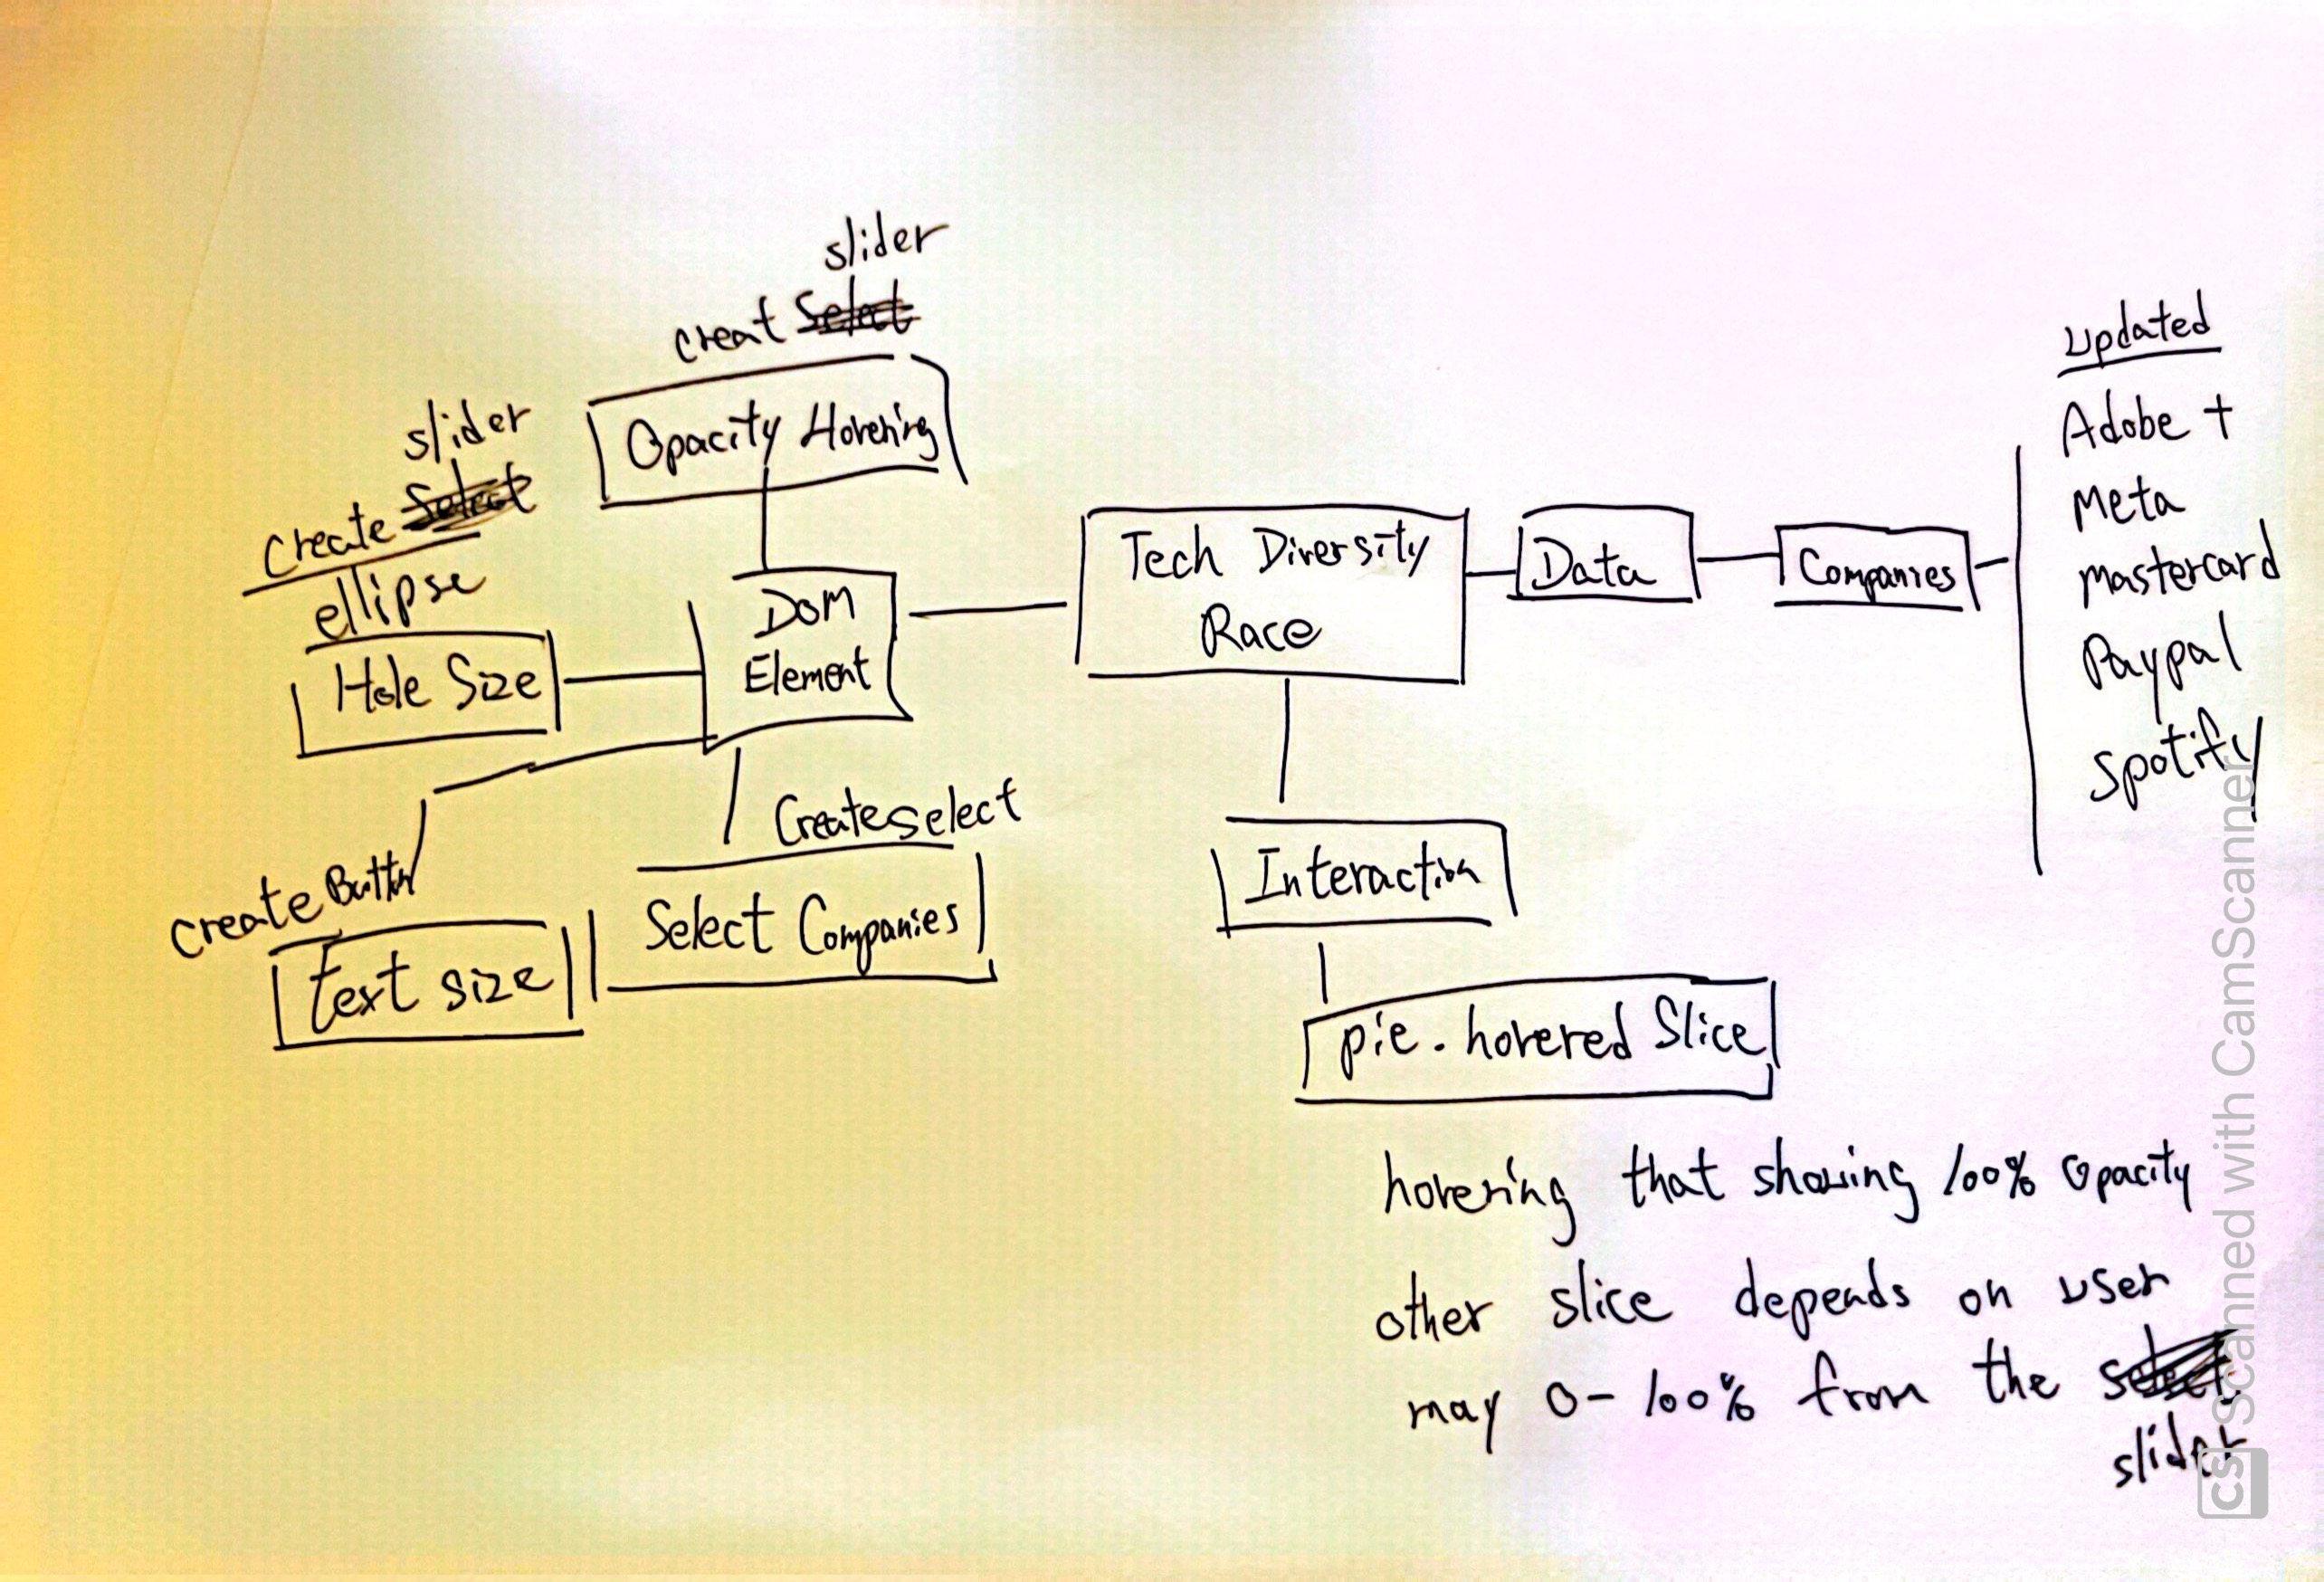 slider
creat Select
Opacity Hovering
slider
Create Select
ellipse
Hole Size
DOM
Element
Create Button
Text size
Createselect
Select Companies
Tech Diversity
Race
Data
Companies
Updated
Adobe +
Meta
mastercard
Paypal
Spotify
Interaction
pie. hovered Slice
hovering that showing 100% Opacity
other slice depends on user
may 0- 100% from the select
slider
CS Scanned with CamScanner